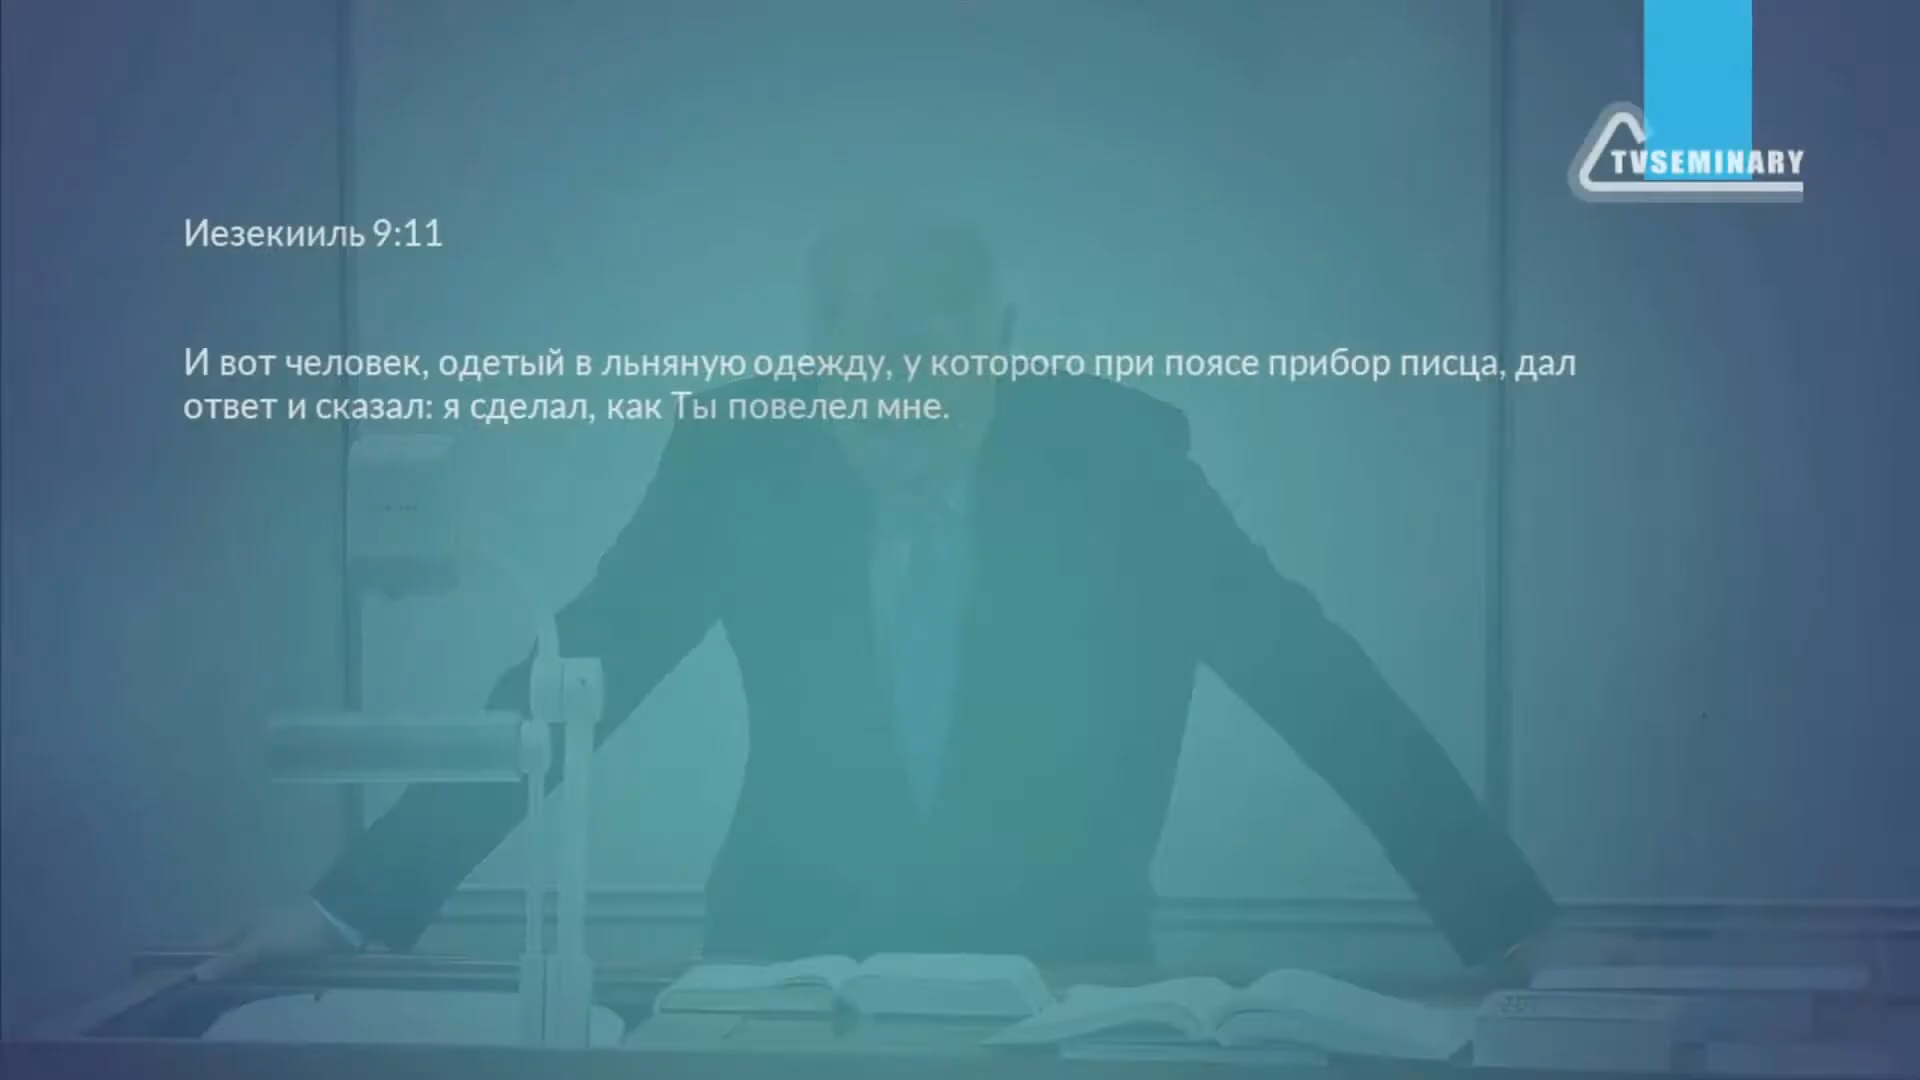 TVSEMINARY
Иезекииль 9:11
И вот человек, одетый в льняную одежду, у которого при поясе прибор писца, дал
ответ и сказал: я сделал, как Ты повелел мне.